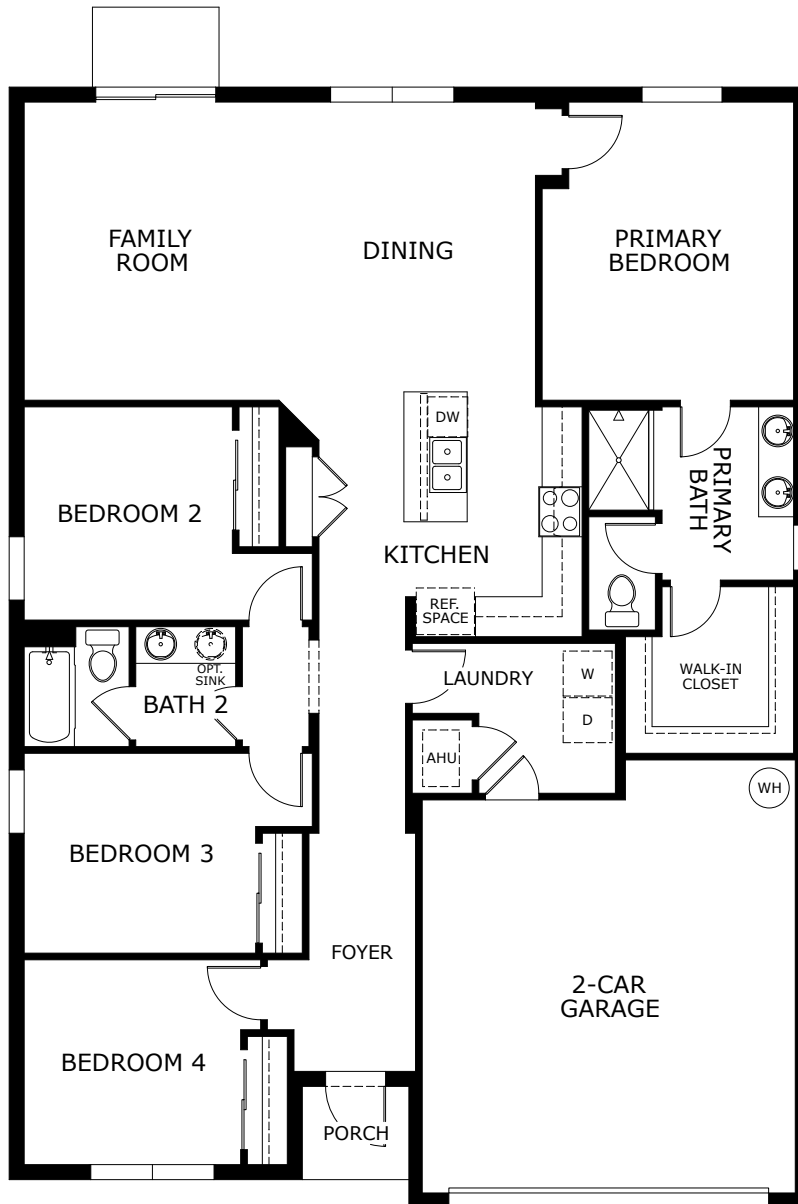 FAMILY
ROOM
DINING
PRIMARY
BEDROOM
DW
BEDROOM 2
PRIMARY
BATH
KITCHEN
REF.
SPACE
OPT.
SINK
BATH 2
LAUNDRY
W
D
WALK-IN
CLOSET
AHU
WH
BEDROOM 3
FOYER
2-CAR
GARAGE
BEDROOM 4
PORCH